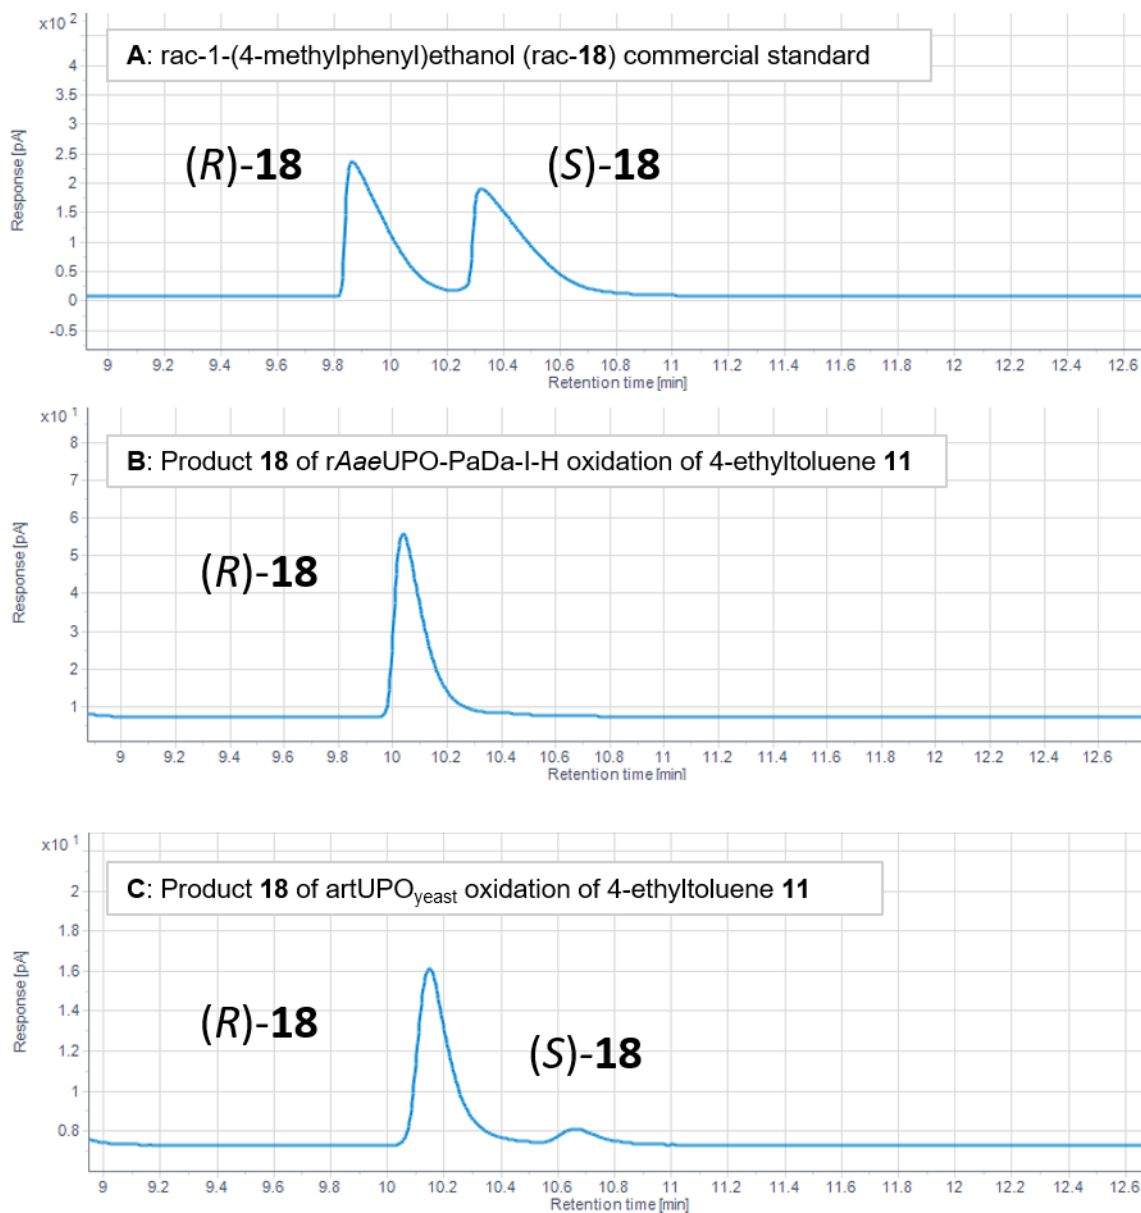 x10 2
A: rac-1-(4-methylphenyl)ethanol (rac-18) commercial standard
4
3.5
3
2.5
2
1.5
1
0.5
0
-0.5
Response [pA]
(R)-18 (S)-18
9 9.2 9.4 9.6 9.8 10 10.2 10.4 10.6 10.8 11 11.2 11.4 11.6 11.8 12 12.2 12.4 12.6
Retention time [min]
x10 1
B: Product 18 of rAaeUPO-PaDa-I-H oxidation of 4-ethyltoluene 11
8
7
6
5
4
3
2
1
Response [pA]
(R)-18
9 9.2 9.4 9.6 9.8 10 10.2 10.4 10.6 10.8 11 11.2 11.4 11.6 11.8 12 12.2 12.4 12.6
Retention time [min]
x10 1
C: Product 18 of artUPOyeast oxidation of 4-ethyltoluene 11
2
1.8
1.6
1.4
1.2
1
0.8
Response [pA]
(R)-18
(S)-18
9 9.2 9.4 9.6 9.8 10 10.2 10.4 10.6 10.8 11 11.2 11.4 11.6 11.8 12 12.2 12.4 12.6
Retention time [min]